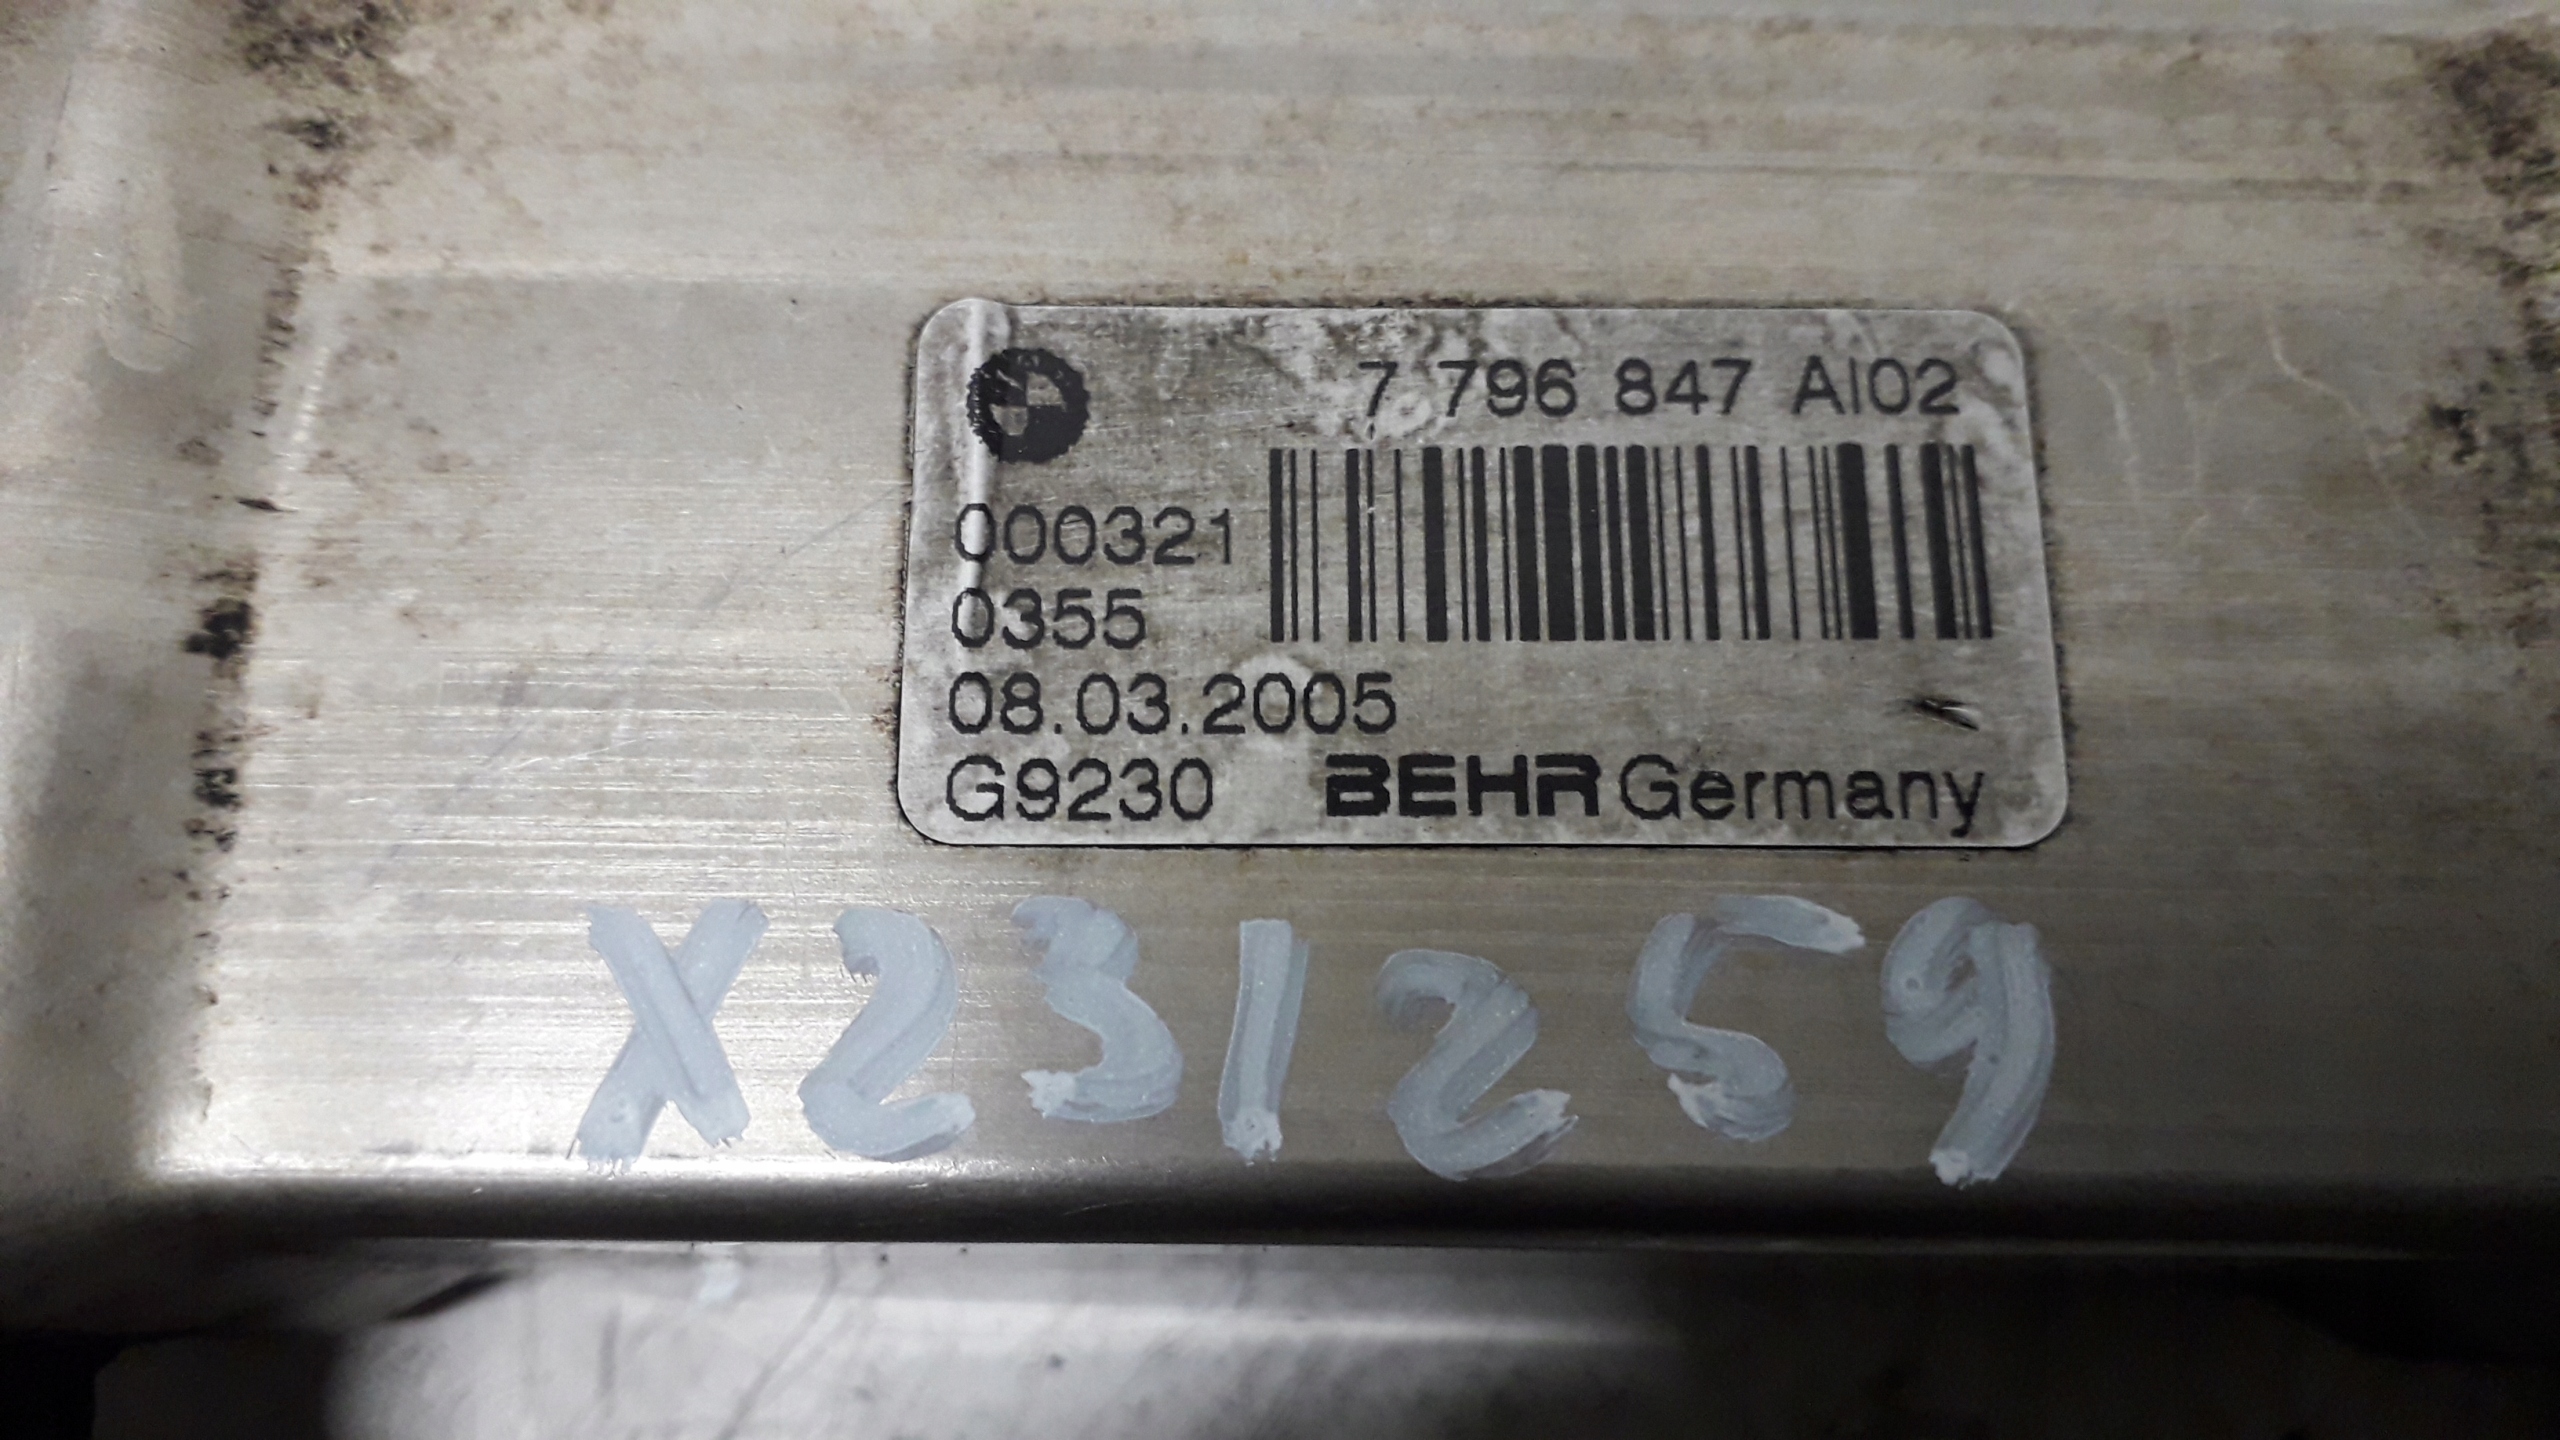 7 796 847 AI02
000321
0355
08.03.2005
G9230 BEHR Germany
X231259